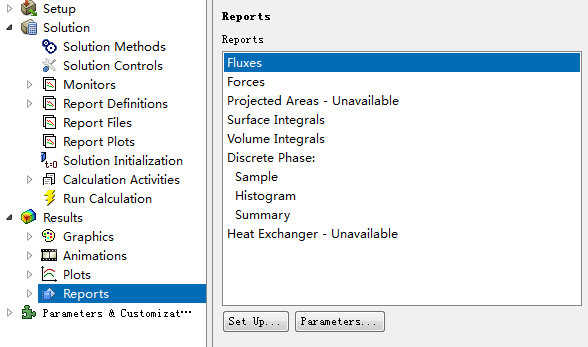 Setup
Solution
Solution Methods
Solution Controls
Monitors
Report Definitions
Report Files
Report Plots
t=0 Solution Initialization
Calculation Activities
Run Calculation
Results
Graphics
Animations
Plots
Reports
Parameters & Customizat...
Reports
Reports
Fluxes
Forces
Projected Areas - Unavailable
Surface Integrals
Volume Integrals
Discrete Phase:
Sample
Histogram
Summary
Heat Exchanger - Unavailable
Set Up... Parameters...